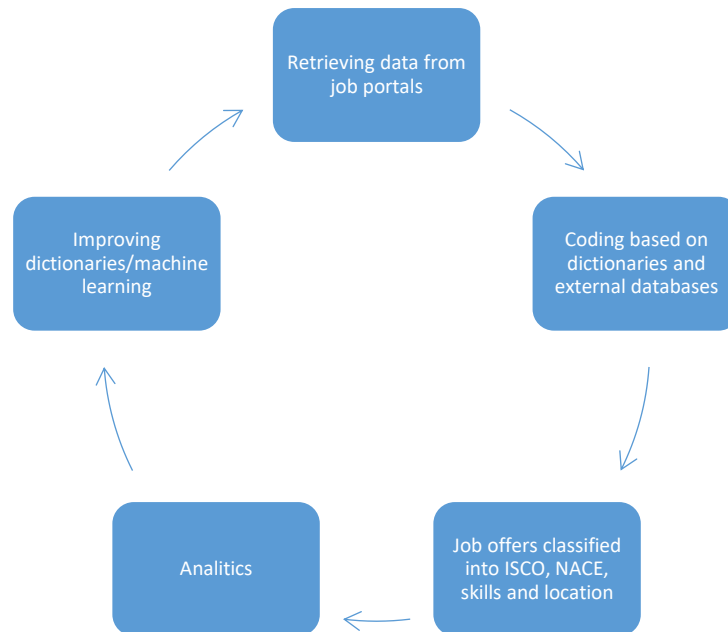 Retrieving data from
job portals
Coding based on
dictionaries and
external databases
Job offers classified
into ISCO, NACE,
skills and location
Analitics
Improving
dictionaries/machine
learning